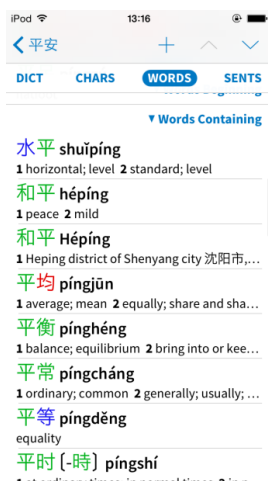 iPod 13:16
平安
DICT CHARS WORDS SENTS
▼ Words Containing
水平 shuǐpíng
1 horizontal; level 2 standard; level
和平 hépíng
1 peace 2 mild
和平 Hépíng
1 Heping district of Shenyang city 沈阳市,…
平均 píngjūn
1 average; mean 2 equally; share and sha…
平衡 pínghéng
1 balance; equilibrium 2 bring into or kee…
平常 píngcháng
1 ordinary; common 2 generally; usually; …
平等 píngděng
equality
平时 [-時] píngshí